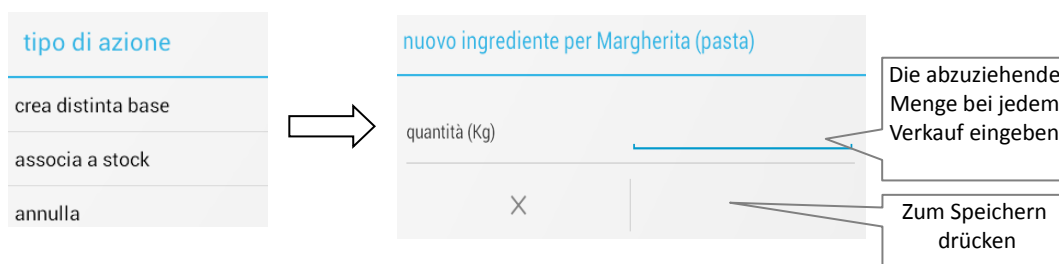 tipo di azione
crea distinta base
associa a stock
annulla
nuovo ingrediente per Margherita (pasta)
quantità (Kg)
X
Die abzuziehende
Menge bei jedem
Verkauf eingeben
Zum Speichern
drücken